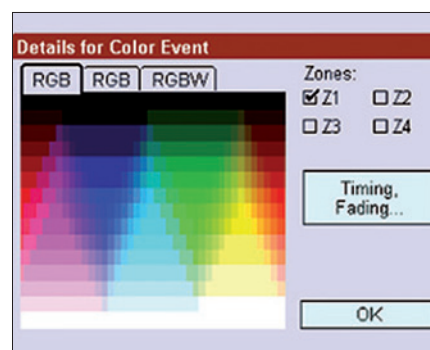 Details for Color Event
RGB RGB RGBW
Zones:
Z1 Z2
Z3 Z4
Timing,
Fading...
OK